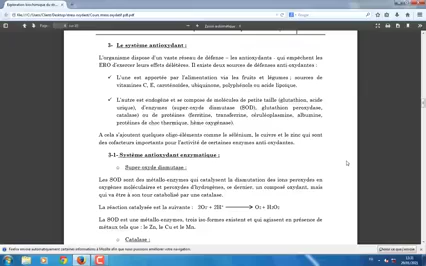 3- Le système antioxydant :
L'organisme dispose d'un vaste réseau de défense – les antioxydants - qui empêchent les
ERO d'exercer leurs effets délétères. Il existe deux sources de défenses anti oxydantes :
✓ L'une est apportée par l'alimentation via les fruits et légumes ; sources de
vitamines C, E, caroténoïdes, ubiquinone, polyphénols ou acide lipoïque.
✓ L'autre est endogène et se compose de molécules de petite taille (glutathion, acide
urique), d'enzymes (super-oxyde dismutase (SOD), glutathion peroxydase,
catalase) ou de protéines (ferritine, transferrine, céruléoplasmine, albumine,
protéines de choc thermique, hème oxygénase).
A cela s'ajoutent quelques oligo-éléments comme le sélénium, le cuivre et le zinc qui sont
des cofacteurs importants pour l'activité de certaines enzymes anti-oxydantes.
3-1- Système antioxydant enzymatique :
o Super-oxyde dismutase :
Les SOD sont des métallo-enzymes qui catalysent la dismutation des ions peroxydes en
oxygènes moléculaires et peroxydes d'hydrogènes, ce dernier, un composé oxydant, mais
qui va être à son tour catabolisé par une catalase.
La réaction catalysée est la suivante : 2O₂ + 2H⁺ → O₂ + H₂O₂
La SOD est une métallo-enzymes, trois iso formes existent et qui agissent en présence de
métaux tels que : le Zn, le Cu et le Mn.
o Catalase :